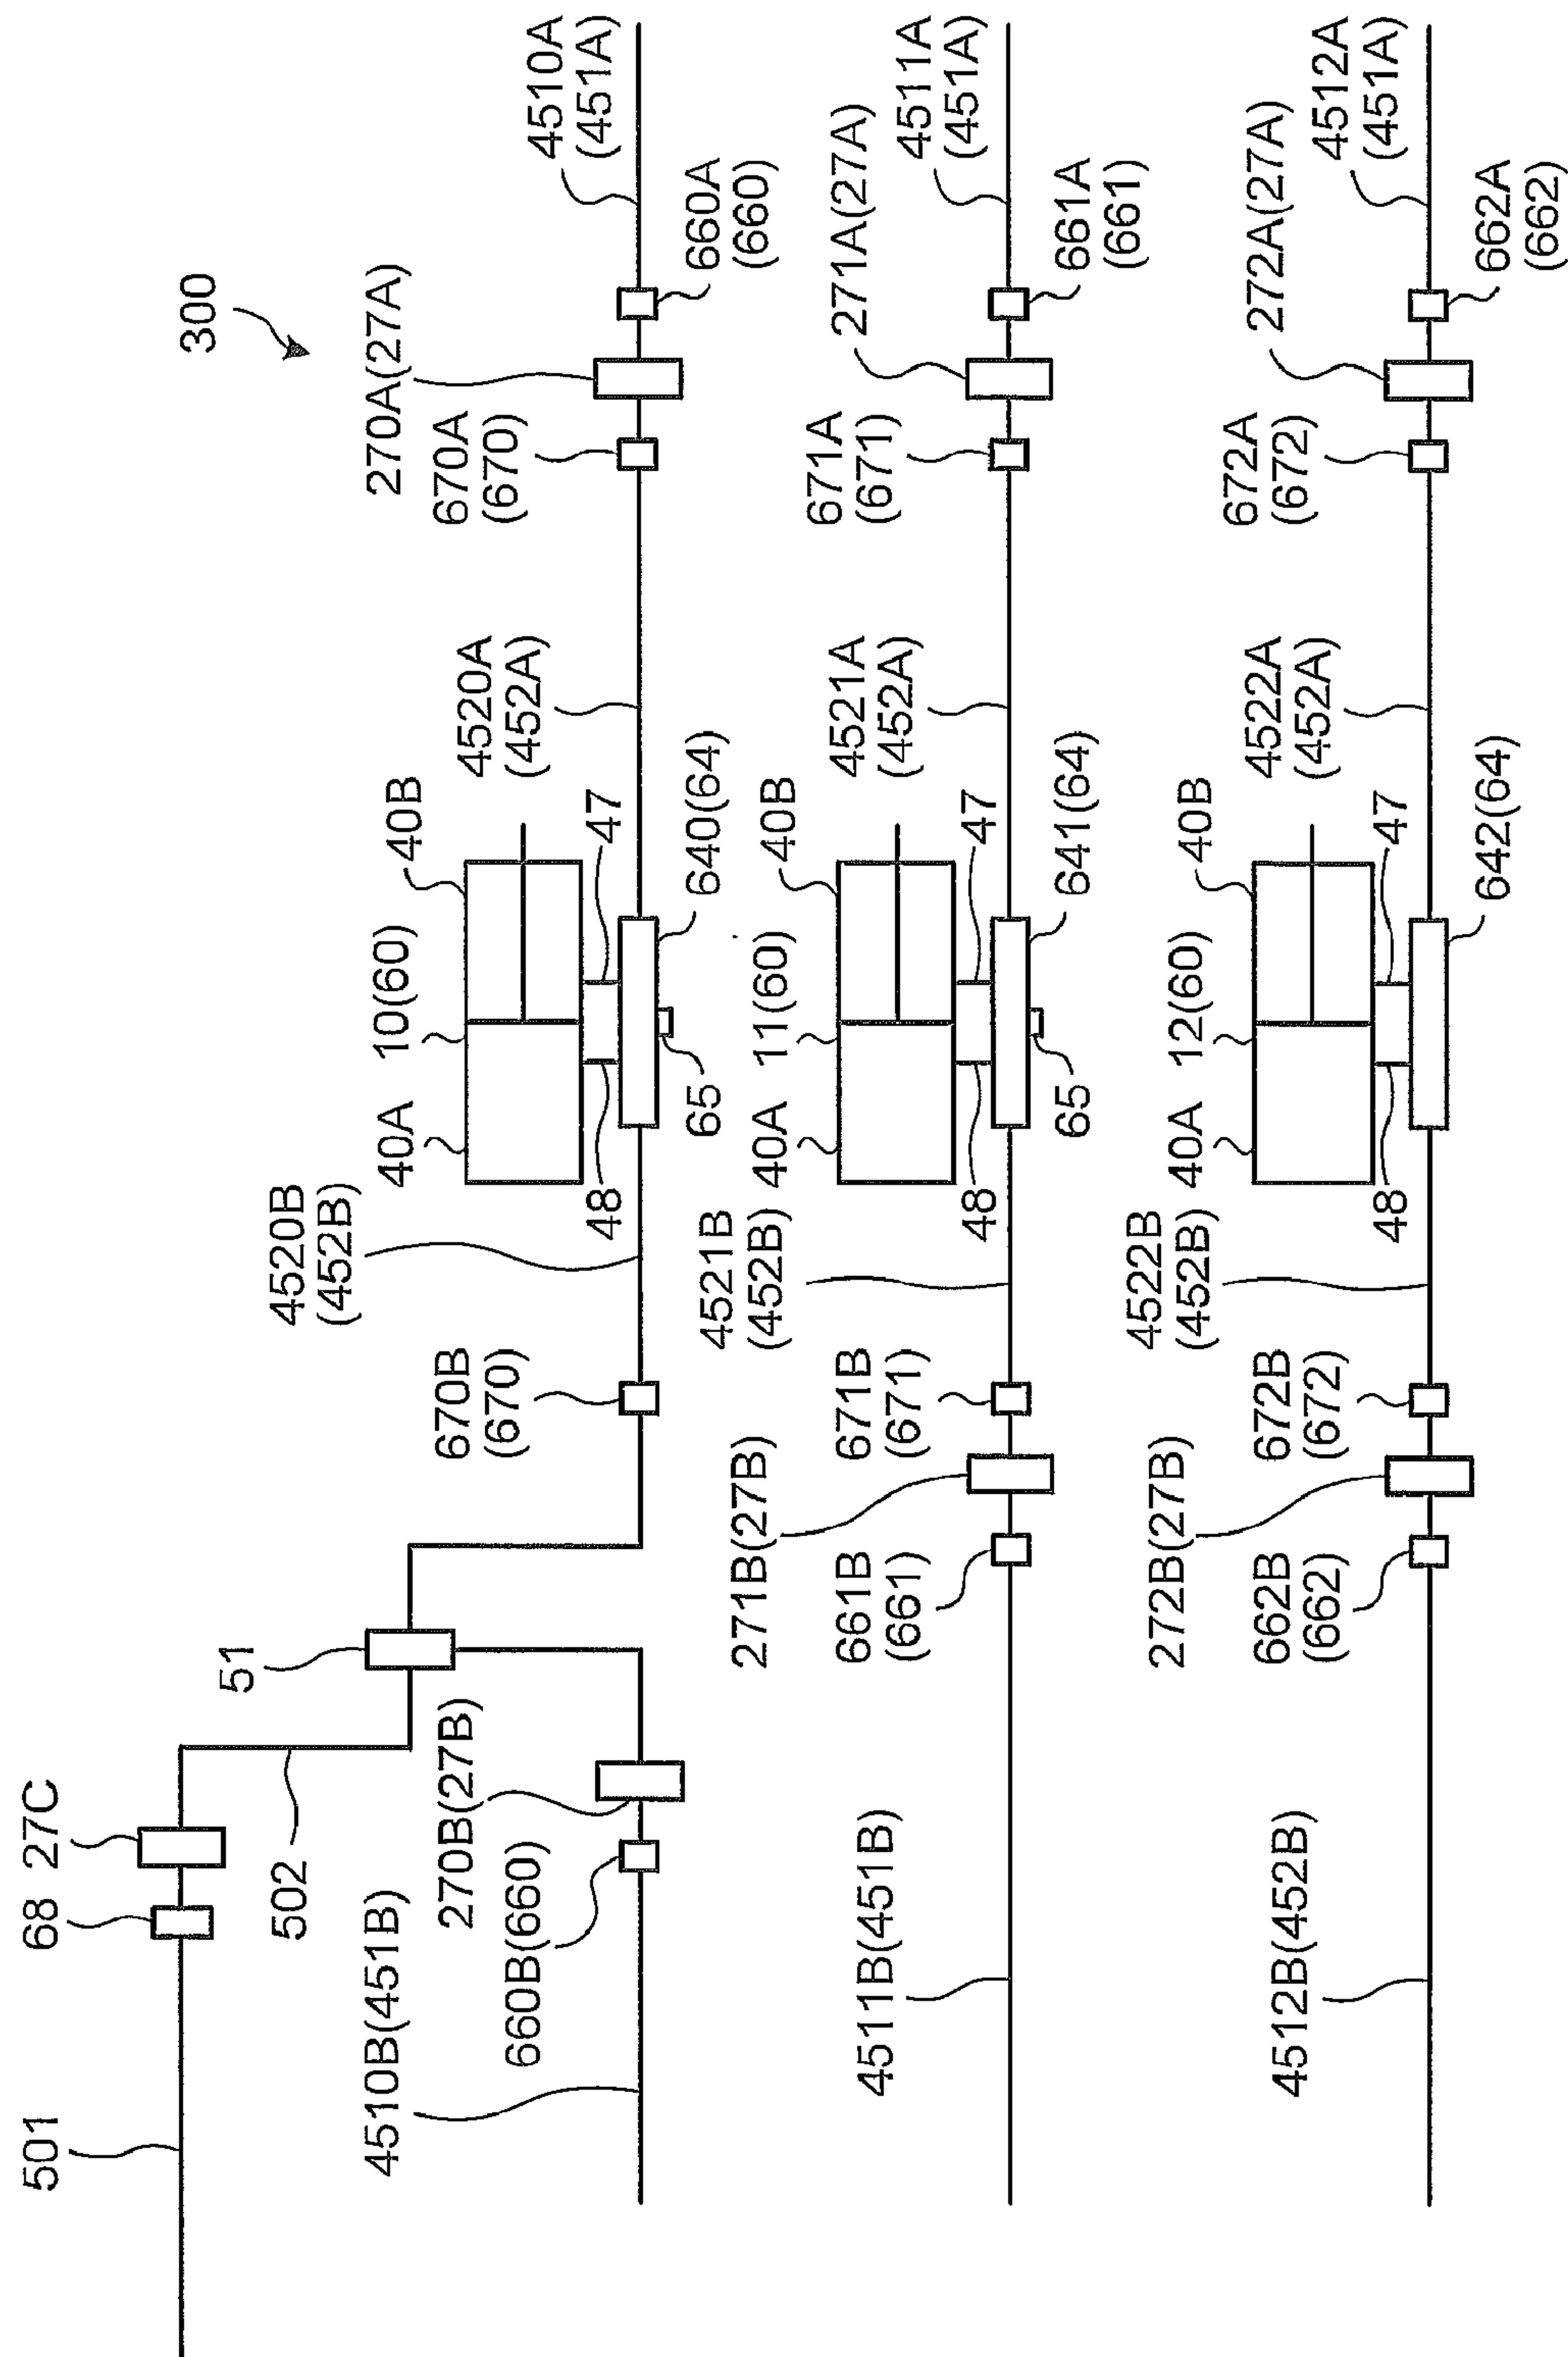 300
4510A
(451A)
660A
(660)
270A(27A)
670A
(670)
4520A
(452A)
640(64)
47
40B
10(60)
40A
48
65
4520B
(452B)
670B
(670)
51
502
27C
68
501
270B(27B)
660B(660)
4510B(451B)
4511A
(451A)
661A
(661)
271A(27A)
671A
(671)
4521A
(452A)
641(64)
47
40B
11(60)
40A
48
65
4521B
(452B)
671B
(671)
271B(27B)
661B
(661)
4511B(451B)
4512A
(451A)
662A
(662)
272A(27A)
672A
(672)
4522A
(452A)
642(64)
47
40B
12(60)
40A
48
4522B
(452B)
672B
(672)
272B(27B)
662B
(662)
4512B(452B)